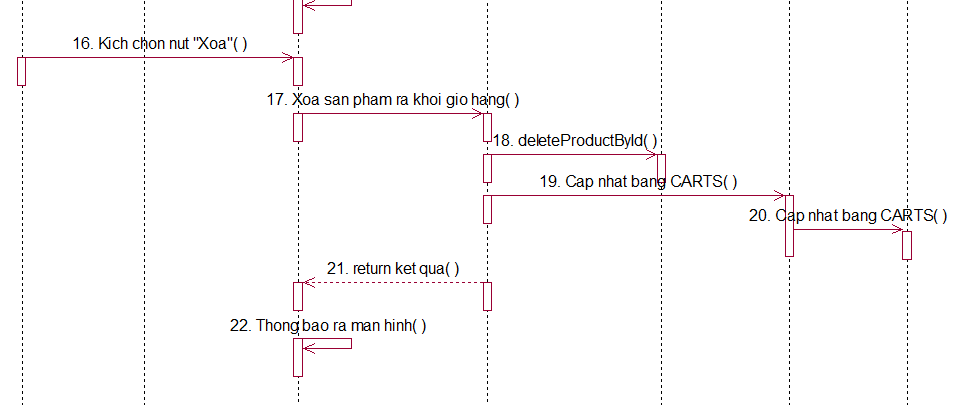 16. Kich chon nut "Xoa"( )
17. Xoa san pham ra khoi gio hang( )
18. deleteProductById( )
19. Cap nhat bang CARTS( )
20. Cap nhat bang CARTS( )
21. return ket qua( )
22. Thong bao ra man hinh( )